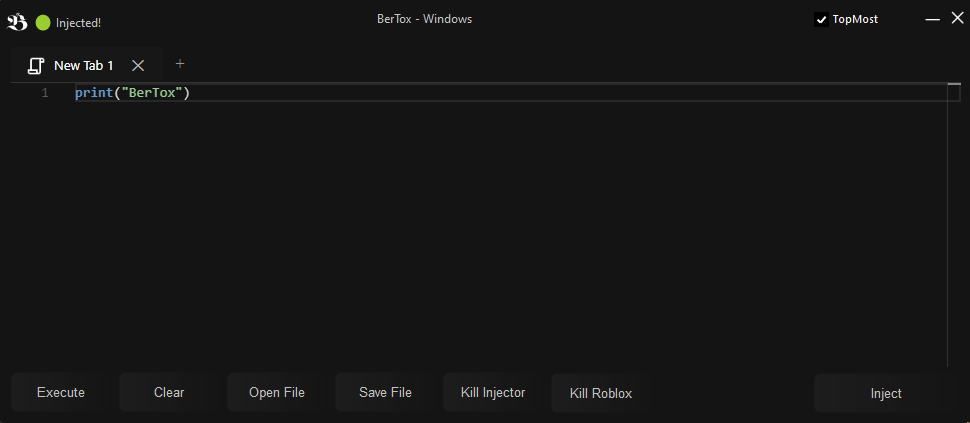 Injected!
BerTox - Windows
TopMost
New Tab 1
+
1 print("BerTox")
Execute
Clear
Open File
Save File
Kill Injector
Kill Roblox
Inject